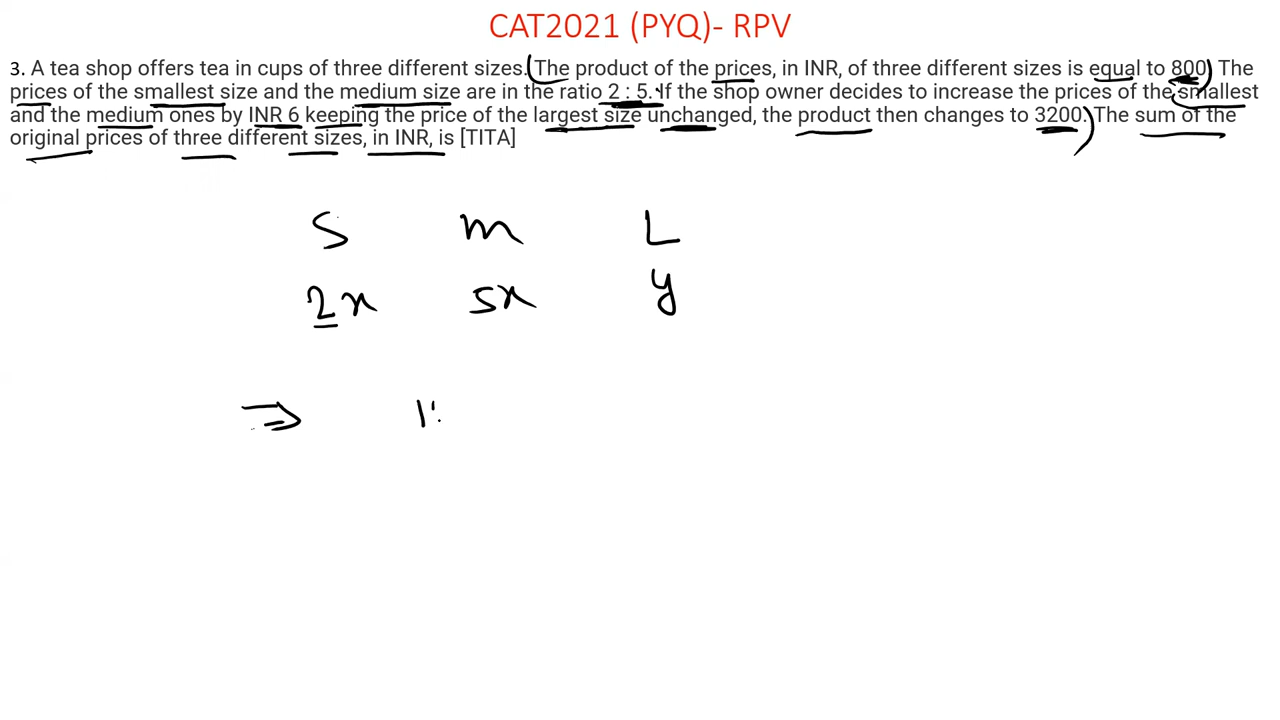 CAT2021 (PYQ)- RPV
3. A tea shop offers tea in cups of three different sizes. (The product of the prices, in INR, of three different sizes is equal to 800) The
prices of the smallest size and the medium size are in the ratio 2 : 5. If the shop owner decides to increase the prices of the smallest
and the medium ones by INR 6 keeping the price of the largest size unchanged, the product then changes to 3200.) The sum of the
original prices of three different sizes, in INR, is [TITA]
S m L
2x 5x y
⇒